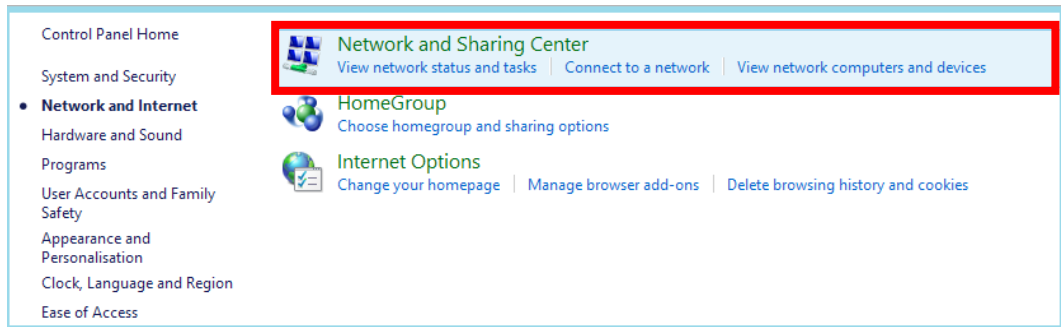 Control Panel Home
System and Security
Network and Internet
Hardware and Sound
Programs
User Accounts and Family
Safety
Appearance and
Personalisation
Clock, Language and Region
Ease of Access
Network and Sharing Center
View network status and tasks | Connect to a network | View network computers and devices
HomeGroup
Choose homegroup and sharing options
Internet Options
Change your homepage | Manage browser add-ons | Delete browsing history and cookies